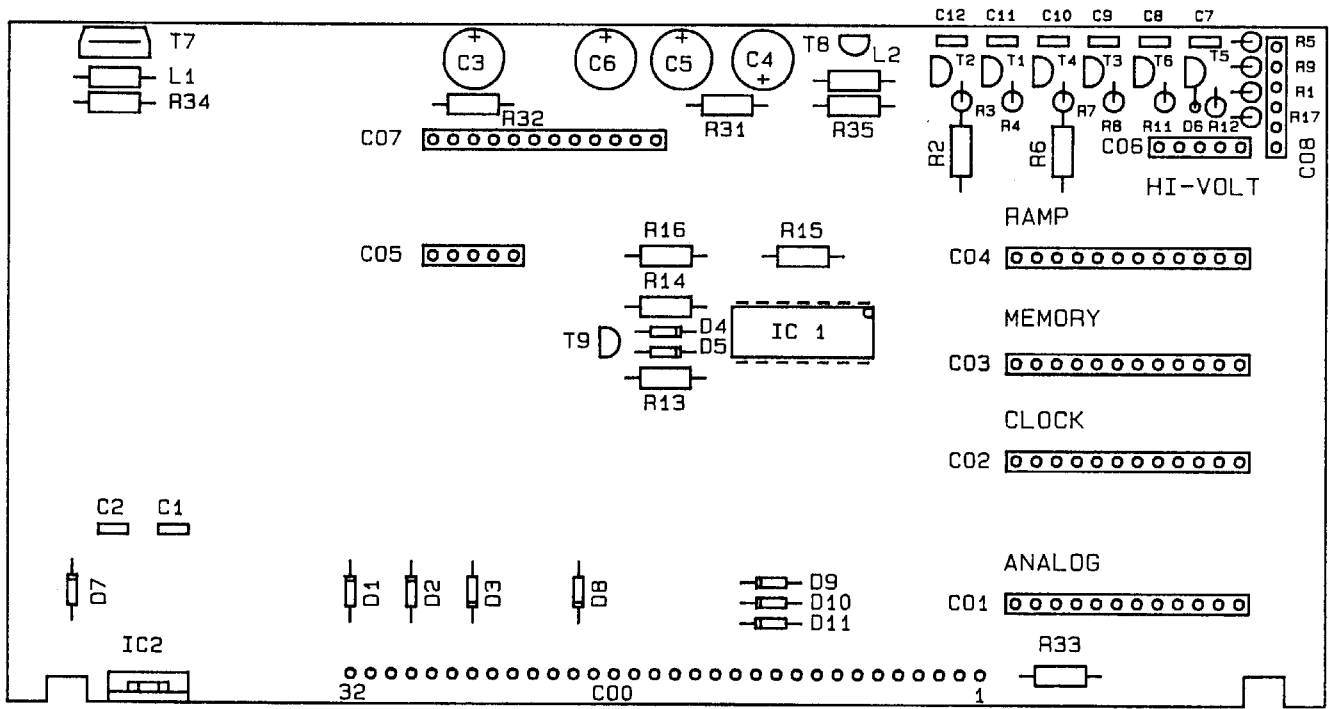 C12 C11 C10 C9 C8 C7
T7 C3 C6 C5 C4 T8 L2 T2 T1 T4 T3 T6 T5 R5
L1 R9
R34 R32 R31 R35 R3 R4 R7 R8 R11 D6 R12 R1
R17
C07 R2 R6 C06 C08
HI-VOLT
RAMP
C05 R16 R15 C04
R14
MEMORY
T9 D4 IC 1
D5
C03
R13
CLOCK
C02
C2 C1
ANALOG
D7 D1 D2 D3 D8 D9
D10 C01
D11
IC2 R33
32 C00 1